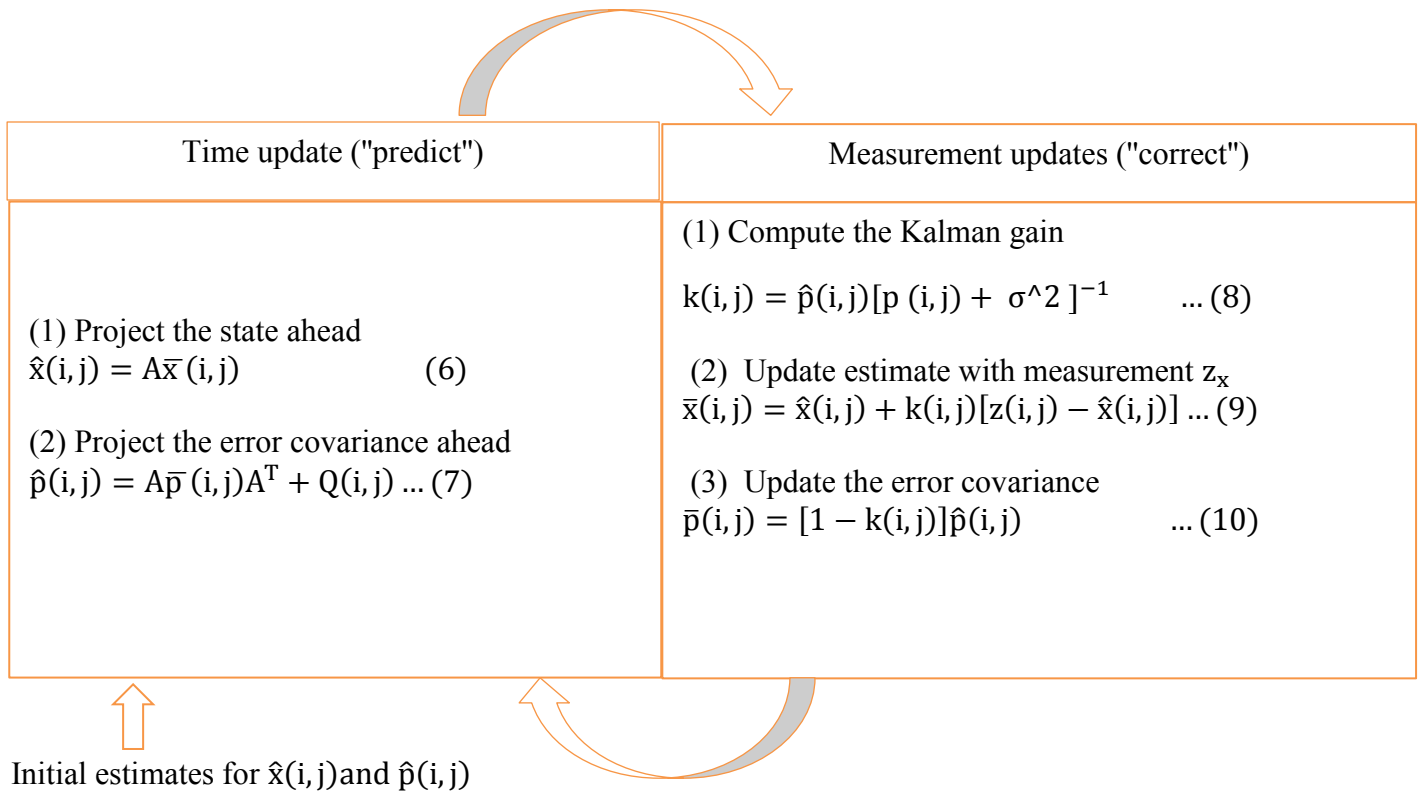 Time update ("predict")
(1) Project the state ahead
x̂(i, j) = Ax̅ (i, j) (6)
(2) Project the error covariance ahead
p̂(i, j) = Ap̅ (i, j)Aᵀ + Q(i, j) … (7)
Measurement updates ("correct")
(1) Compute the Kalman gain
k(i, j) = p̂(i, j)[p (i, j) + σ^2 ]⁻¹ … (8)
(2) Update estimate with measurement zₓ
x̅(i, j) = x̂(i, j) + k(i, j)[z(i, j) − x̂(i, j)] … (9)
(3) Update the error covariance
p̅(i, j) = [1 − k(i, j)]p̂(i, j) … (10)
Initial estimates for x̂(i, j)and p̂(i, j)